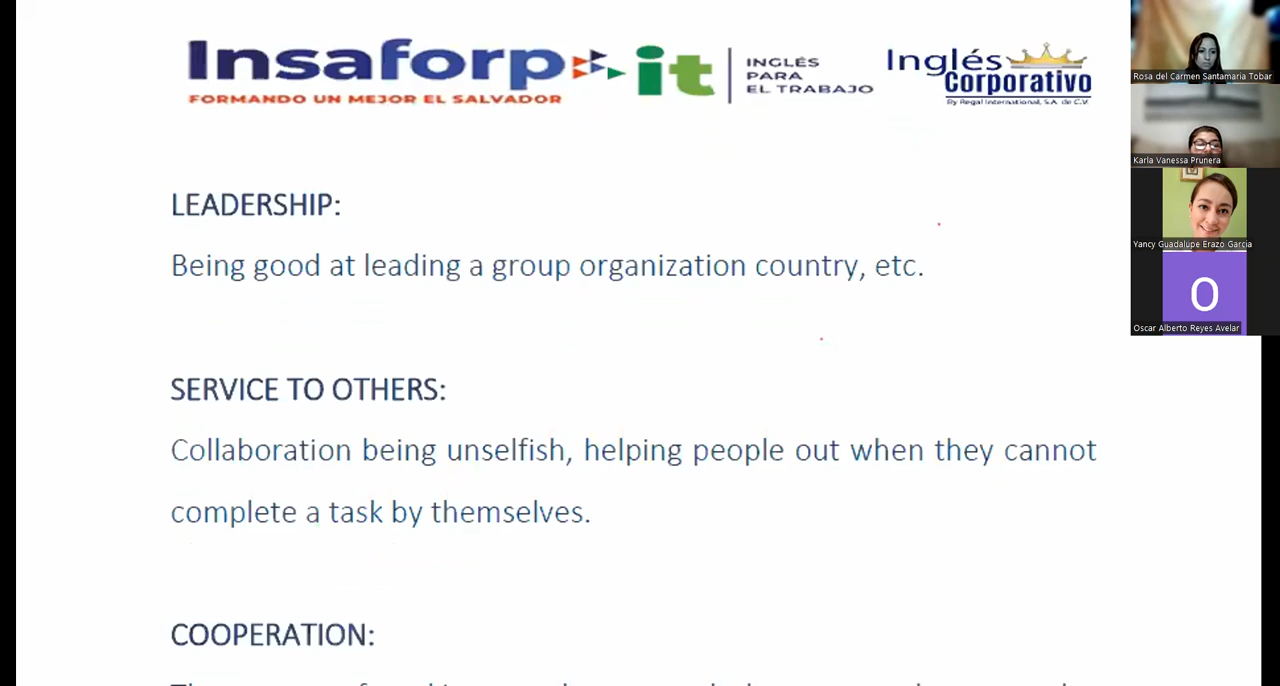 Insaforp
FORMANDO UN MEJOR EL SALVADOR
it
INGLÉS
PARA
EL TRABAJO
Inglés
Corporativo
By Regal International, S.A. de C.V.
Rosa del Carmen Santamaria Tobar
Karla Vanessa Prunera
Yancy Guadalupe Erazo Garcia
O
Oscar Alberto Reyes Avelar
LEADERSHIP:
Being good at leading a group organization country, etc.
SERVICE TO OTHERS:
Collaboration being unselfish, helping people out when they cannot
complete a task by themselves.
COOPERATION: